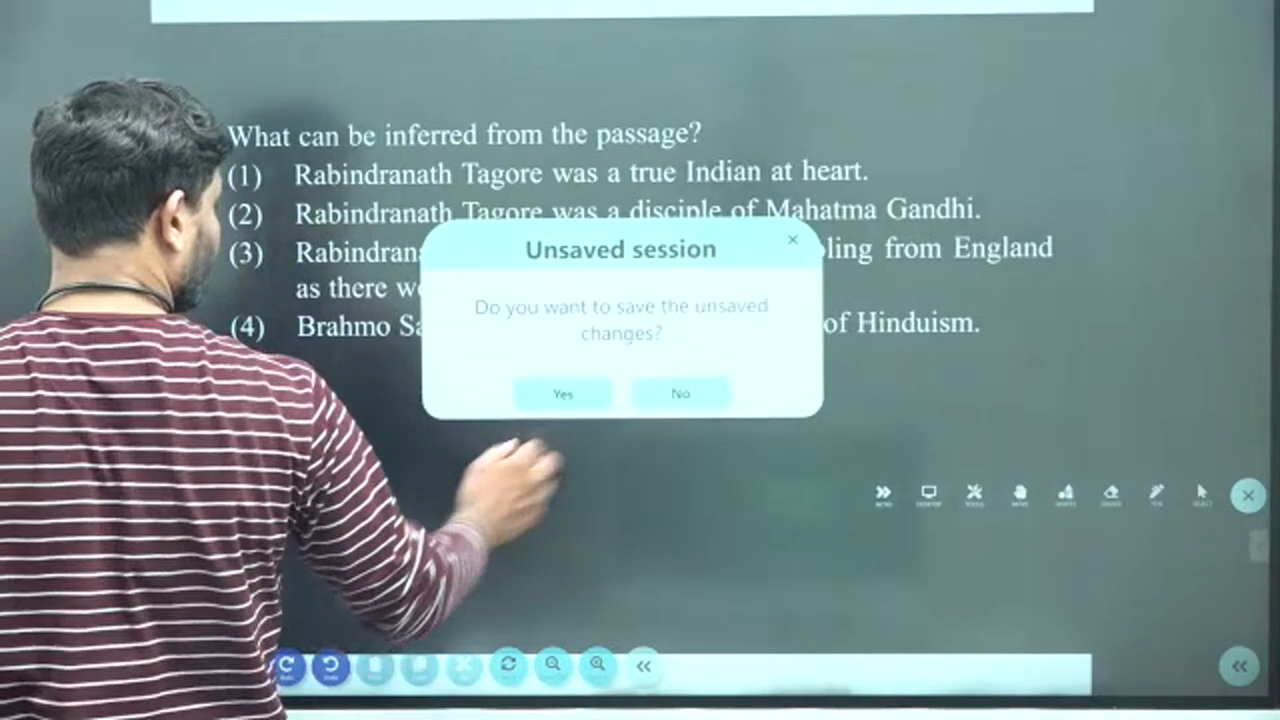 What can be inferred from the passage?
(1) Rabindranath Tagore was a true Indian at heart.
(2) Rabindranath Tagore was a disciple of Mahatma Gandhi.
(3) Rabindran
ling from England
as there w
(4) Brahmo Sa
of Hinduism.
Unsaved session
Do you want to save the unsaved
changes?
Yes No